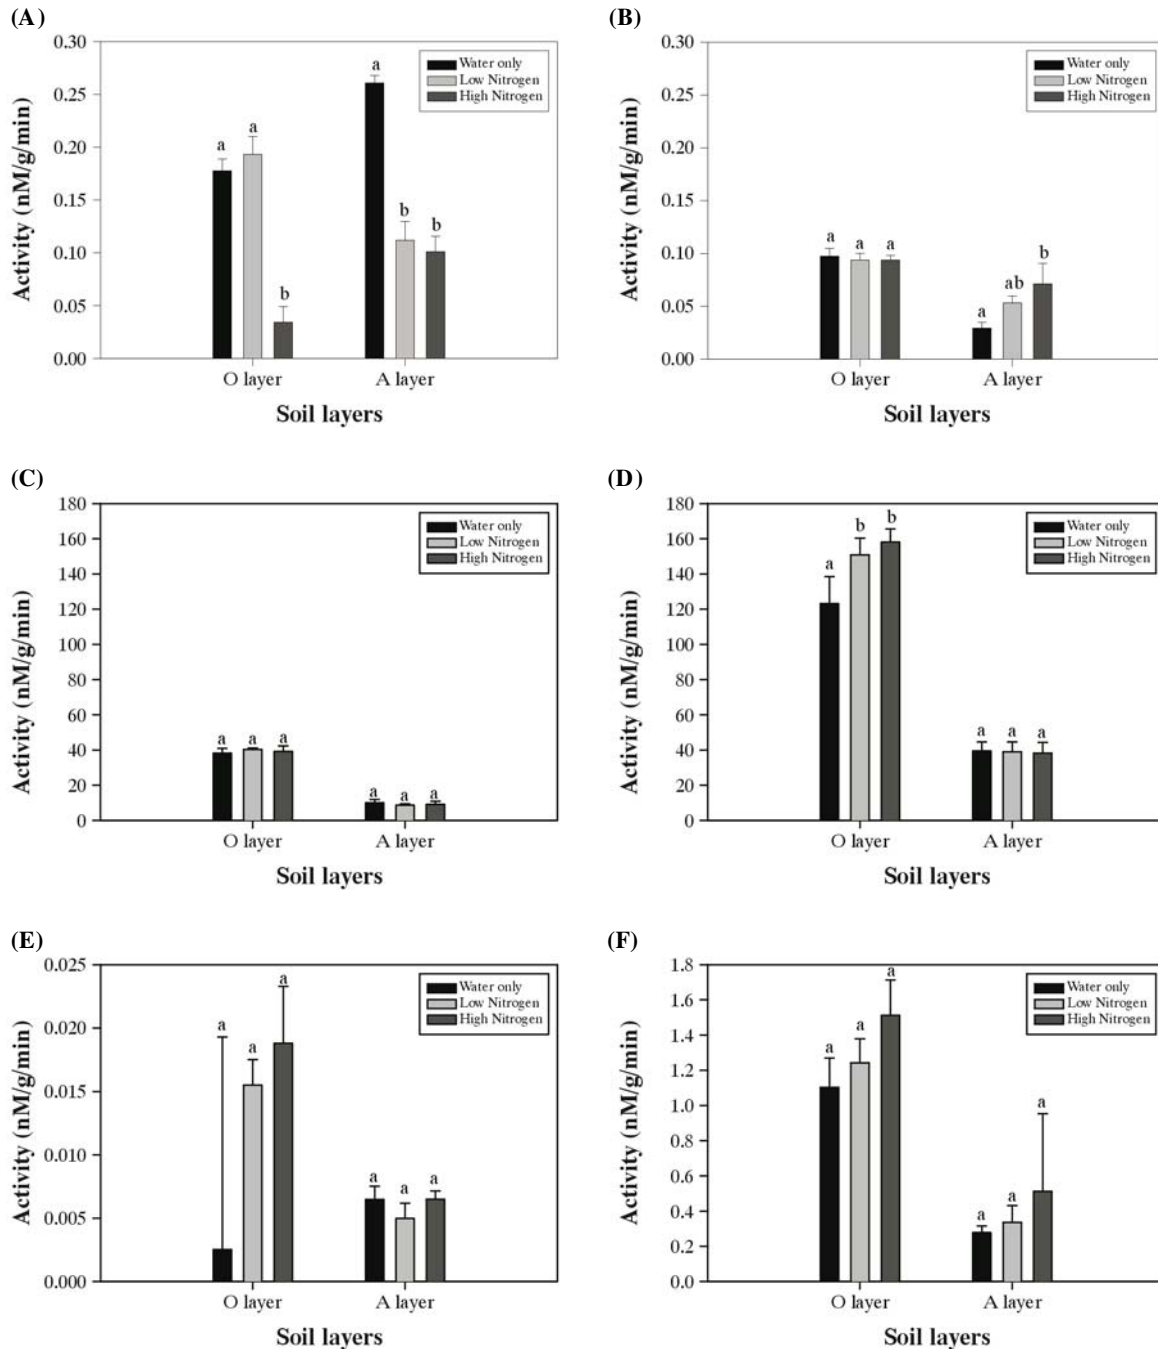 (A)
Activity (nM/g/min)
0.30
0.25
0.20
0.15
0.10
0.05
0.00
a
a
b
a
b
b
Water only
Low Nitrogen
High Nitrogen
O layer
A layer
Soil layers
(B)
Activity (nM/g/min)
0.30
0.25
0.20
0.15
0.10
0.05
0.00
a
a
a
a
ab
b
Water only
Low Nitrogen
High Nitrogen
O layer
A layer
Soil layers
(C)
Activity (nM/g/min)
180
160
140
120
100
80
60
40
20
0
a
a
a
a
a
a
Water only
Low Nitrogen
High Nitrogen
O layer
A layer
Soil layers
(D)
Activity (nM/g/min)
180
160
140
120
100
80
60
40
20
0
a
b
b
a
a
a
Water only
Low Nitrogen
High Nitrogen
O layer
A layer
Soil layers
(E)
Activity (nM/g/min)
0.025
0.020
0.015
0.010
0.005
0.000
a
a
a
a
a
a
Water only
Low Nitrogen
High Nitrogen
O layer
A layer
Soil layers
(F)
Activity (nM/g/min)
1.8
1.6
1.4
1.2
1.0
0.8
0.6
0.4
0.2
0.0
a
a
a
a
a
a
Water only
Low Nitrogen
High Nitrogen
O layer
A layer
Soil layers